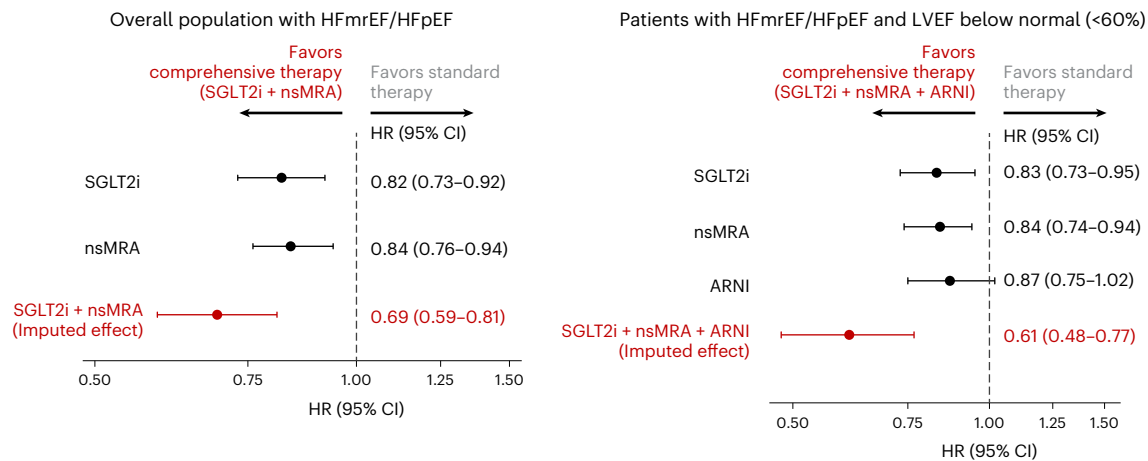 Overall population with HFmrEF/HFpEF
Favors
comprehensive therapy
(SGLT2i + nsMRA)
Favors standard
therapy
HR (95% CI)
SGLT2i
0.82 (0.73–0.92)
nsMRA
0.84 (0.76–0.94)
SGLT2i + nsMRA
(Imputed effect)
0.69 (0.59–0.81)
0.50
0.75
1.00
1.25
1.50
HR (95% CI)
Patients with HFmrEF/HFpEF and LVEF below normal (<60%)
Favors
comprehensive therapy
(SGLT2i + nsMRA + ARNI)
Favors standard
therapy
HR (95% CI)
SGLT2i
0.83 (0.73–0.95)
nsMRA
0.84 (0.74–0.94)
ARNI
0.87 (0.75–1.02)
SGLT2i + nsMRA + ARNI
(Imputed effect)
0.61 (0.48–0.77)
0.50
0.75
1.00
1.25
1.50
HR (95% CI)